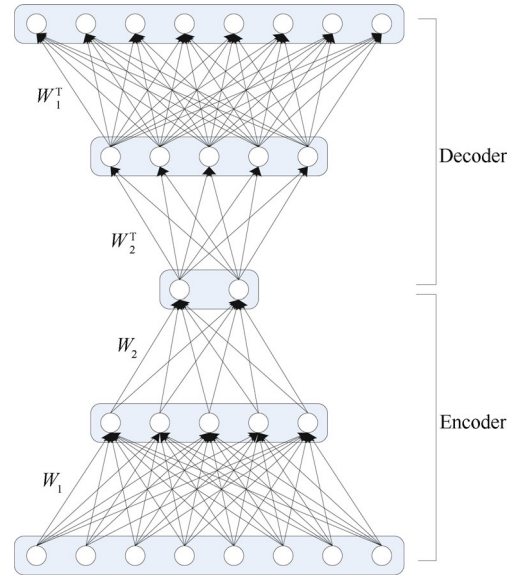 W₁ᵀ
Decoder
W₂ᵀ
W₂
Encoder
W₁